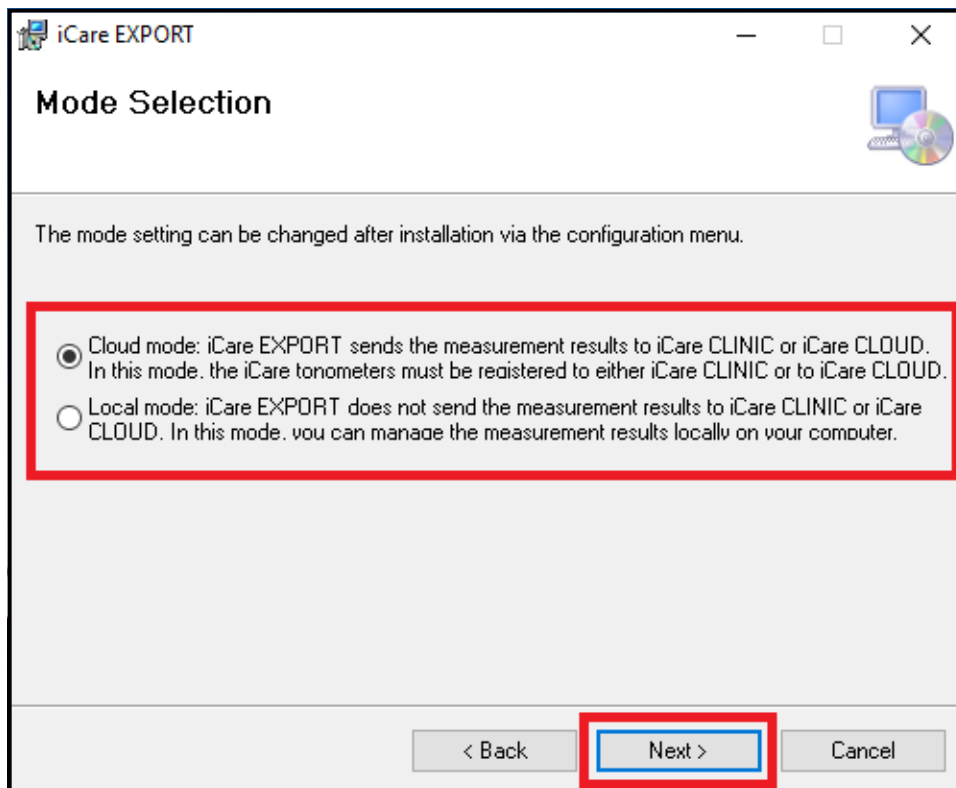 iCare EXPORT
Mode Selection
The mode setting can be changed after installation via the configuration menu.
Cloud mode: iCare EXPORT sends the measurement results to iCare CLINIC or iCare CLOUD.
In this mode, the iCare tonometers must be registered to either iCare CLINIC or to iCare CLOUD.
Local mode: iCare EXPORT does not send the measurement results to iCare CLINIC or iCare
CLOUD. In this mode, you can manage the measurement results locally on your computer.
< Back
Next >
Cancel